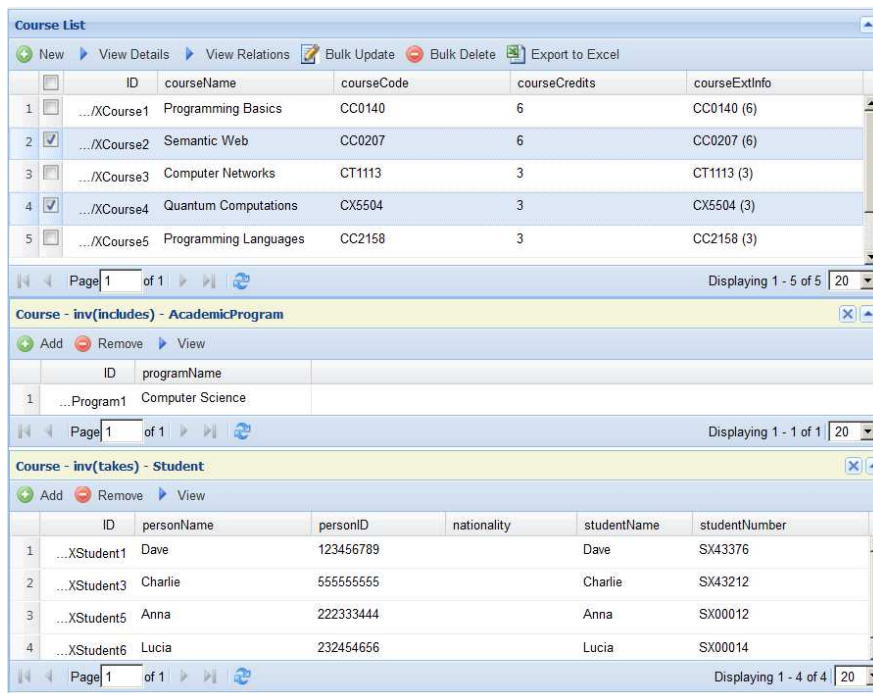 Course List
New View Details View Relations Bulk Update Bulk Delete Export to Excel
ID courseName courseCode courseCredits courseExtInfo
1 .../XCourse1 Programming Basics CC0140 6 CC0140 (6)
2 .../XCourse2 Semantic Web CC0207 6 CC0207 (6)
3 .../XCourse3 Computer Networks CT1113 3 CT1113 (3)
4 .../XCourse4 Quantum Computations CX5504 3 CX5504 (3)
5 .../XCourse5 Programming Languages CC2158 3 CC2158 (3)
Page 1 of 1 Displaying 1 - 5 of 5 20
Course - inv(includes) - AcademicProgram
Add Remove View
ID programName
1 ...Program1 Computer Science
Page 1 of 1 Displaying 1 - 1 of 1 20
Course - inv(takes) - Student
Add Remove View
ID personName personID nationality studentName studentNumber
1 ...XStudent1 Dave 123456789 Dave SX43376
2 ...XStudent3 Charlie 555555555 Charlie SX43212
3 ...XStudent5 Anna 222333444 Anna SX00012
4 ...XStudent6 Lucia 232454656 Lucia SX00014
Page 1 of 1 Displaying 1 - 4 of 4 20